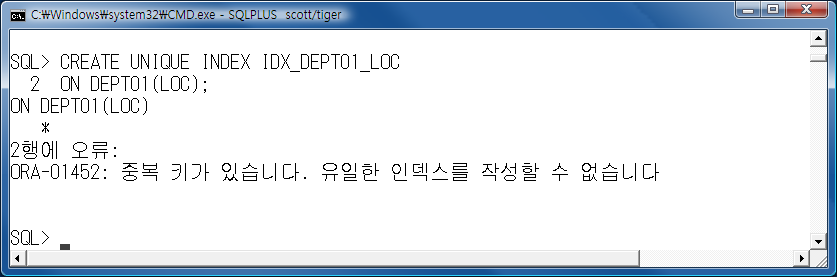 C:₩Windows₩system32₩CMD.exe - SQLPLUS  scott/tiger
SQL> CREATE UNIQUE INDEX IDX_DEPT01_LOC
  2  ON DEPT01(LOC);
ON DEPT01(LOC)
   *
2행에 오류:
ORA-01452: 중복 키가 있습니다. 유일한 인덱스를 작성할 수 없습니다
SQL>